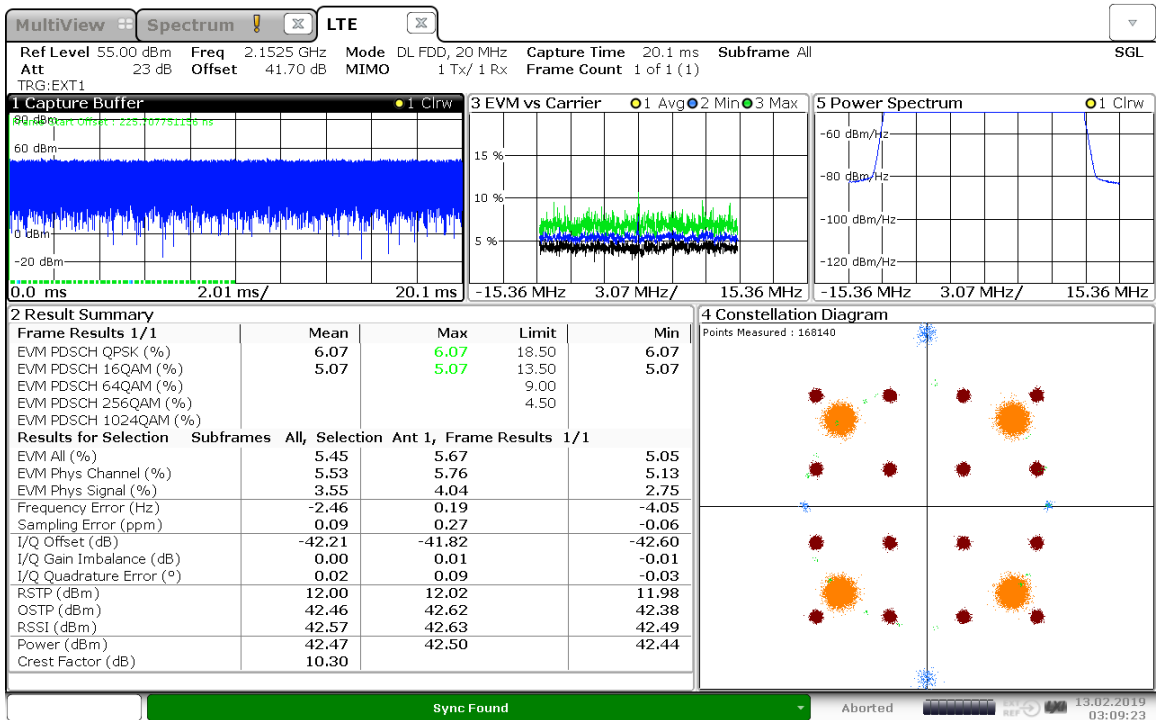 MultiView Spectrum LTE
Ref Level 55.00 dBm Freq 2.1525 GHz Mode DL FDD, 20 MHz Capture Time 20.1 ms Subframe All SGL
Att 23 dB Offset 41.70 dB MIMO 1 Tx/ 1 Rx Frame Count 1 of 1 (1)
TRG:EXT1
1 Capture Buffer 1 Clrw
80 dBm
60 dBm
0 dBm
-20 dBm
0.0 ms 2.01 ms/ 20.1 ms
3 EVM vs Carrier 1 Avg 2 Min 3 Max
15 %
10 %
5 %
-15.36 MHz 3.07 MHz/ 15.36 MHz
5 Power Spectrum 1 Clrw
-60 dBm/Hz
-80 dBm/Hz
-100 dBm/Hz
-120 dBm/Hz
-15.36 MHz 3.07 MHz/ 15.36 MHz
2 Result Summary
Frame Results 1/1 Mean Max Limit Min
EVM PDSCH QPSK (%) 6.07 6.07 18.50 6.07
EVM PDSCH 16QAM (%) 5.07 5.07 13.50 5.07
EVM PDSCH 64QAM (%) 9.00
EVM PDSCH 256QAM (%) 4.50
EVM PDSCH 1024QAM (%)
Results for Selection Subframes All, Selection Ant 1, Frame Results 1/1
EVM All (%) 5.45 5.67 5.05
EVM Phys Channel (%) 5.53 5.76 5.13
EVM Phys Signal (%) 3.55 4.04 2.75
Frequency Error (Hz) -2.46 0.19 -4.05
Sampling Error (ppm) 0.09 0.27 -0.06
I/Q Offset (dB) -42.21 -41.82 -42.60
I/Q Gain Imbalance (dB) 0.00 0.01 -0.01
I/Q Quadrature Error (°) 0.02 0.09 -0.03
RSTP (dBm) 12.00 12.02 11.98
OSTP (dBm) 42.46 42.62 42.38
RSSI (dBm) 42.57 42.63 42.49
Power (dBm) 42.47 42.50 42.44
Crest Factor (dB) 10.30
4 Constellation Diagram
Points Measured : 168140
Sync Found
Aborted
EXT REF
13.02.2019
03:09:23